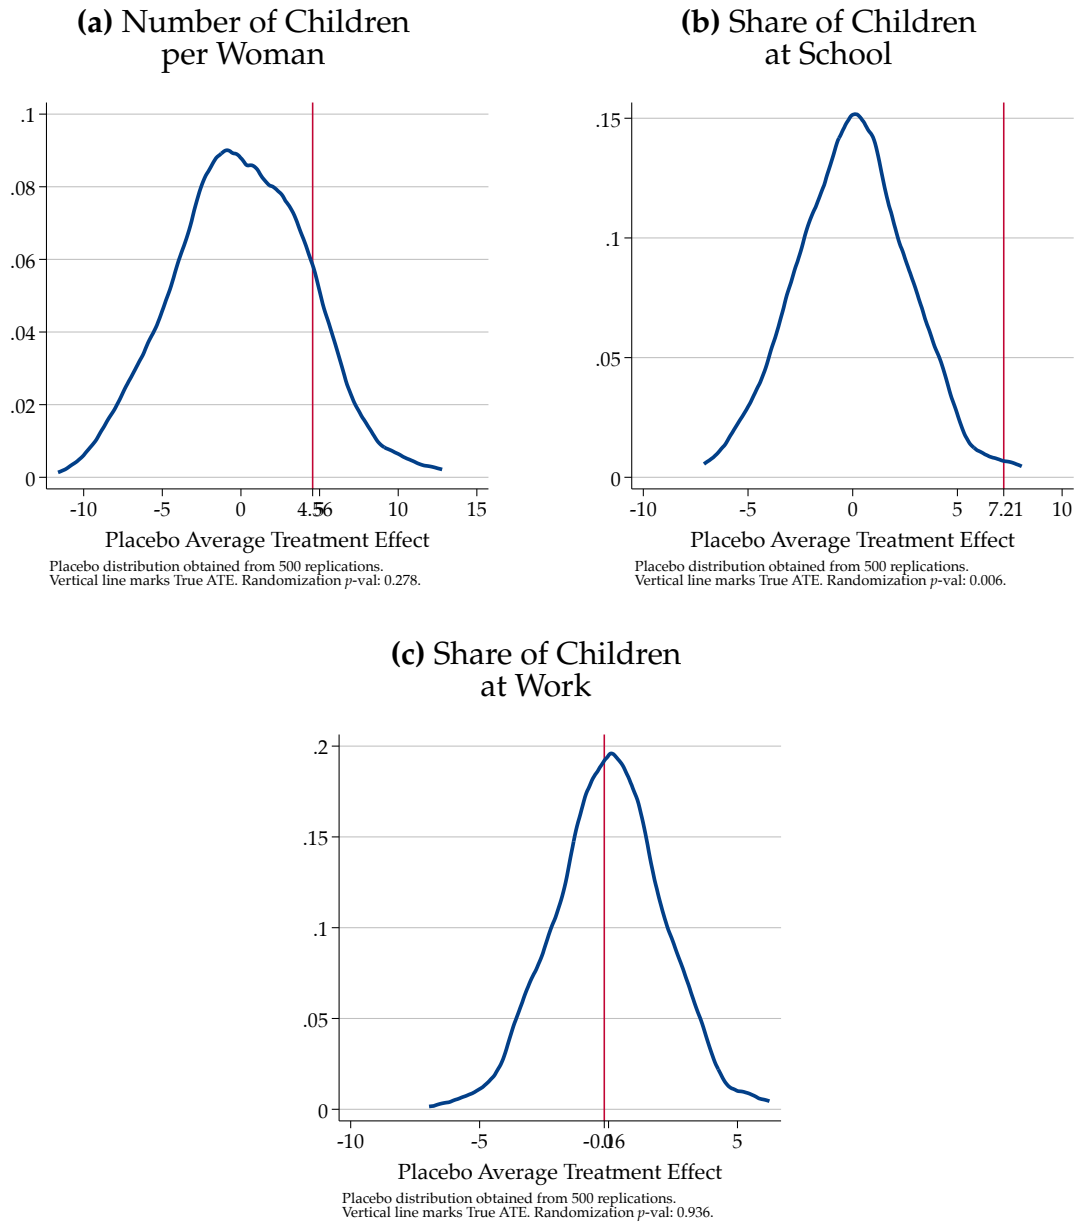 (a) Number of Children
per Woman
.1
.08
.06
.04
.02
0
-10 -5 0 4.56 5 10 15
Placebo Average Treatment Effect
Placebo distribution obtained from 500 replications.
Vertical line marks True ATE. Randomization p-val: 0.278.
(b) Share of Children
at School
.15
.1
.05
0
-10 -5 0 5 7.21 10
Placebo Average Treatment Effect
Placebo distribution obtained from 500 replications.
Vertical line marks True ATE. Randomization p-val: 0.006.
(c) Share of Children
at Work
.2
.15
.1
.05
0
-10 -5 -0.16 0 5
Placebo Average Treatment Effect
Placebo distribution obtained from 500 replications.
Vertical line marks True ATE. Randomization p-val: 0.936.